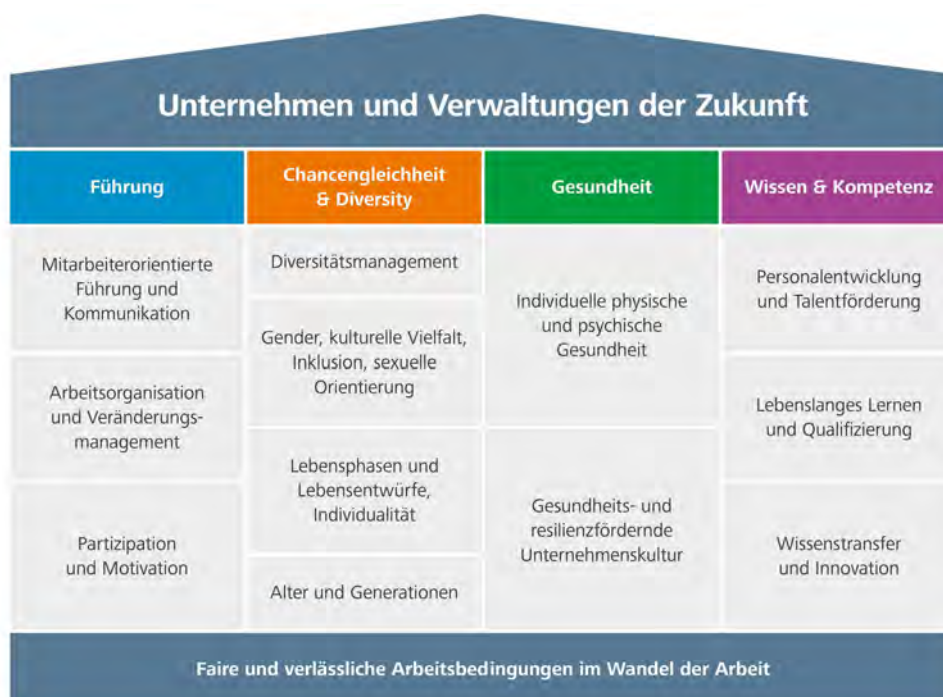 Unternehmen und Verwaltungen der Zukunft
Führung
Chancengleichheit
& Diversity
Gesundheit
Wissen & Kompetenz
Mitarbeiterorientierte
Führung und
Kommunikation
Arbeitsorganisation
und Veränderungs-
management
Partizipation
und Motivation
Diversitätsmanagement
Gender, kulturelle Vielfalt,
Inklusion, sexuelle
Orientierung
Lebensphasen und
Lebensentwürfe,
Individualität
Alter und Generationen
Individuelle physische
und psychische
Gesundheit
Gesundheits- und
resilienzfördernde
Unternehmenskultur
Personalentwicklung
und Talentförderung
Lebenslanges Lernen
und Qualifizierung
Wissenstransfer
und Innovation
Faire und verlässliche Arbeitsbedingungen im Wandel der Arbeit